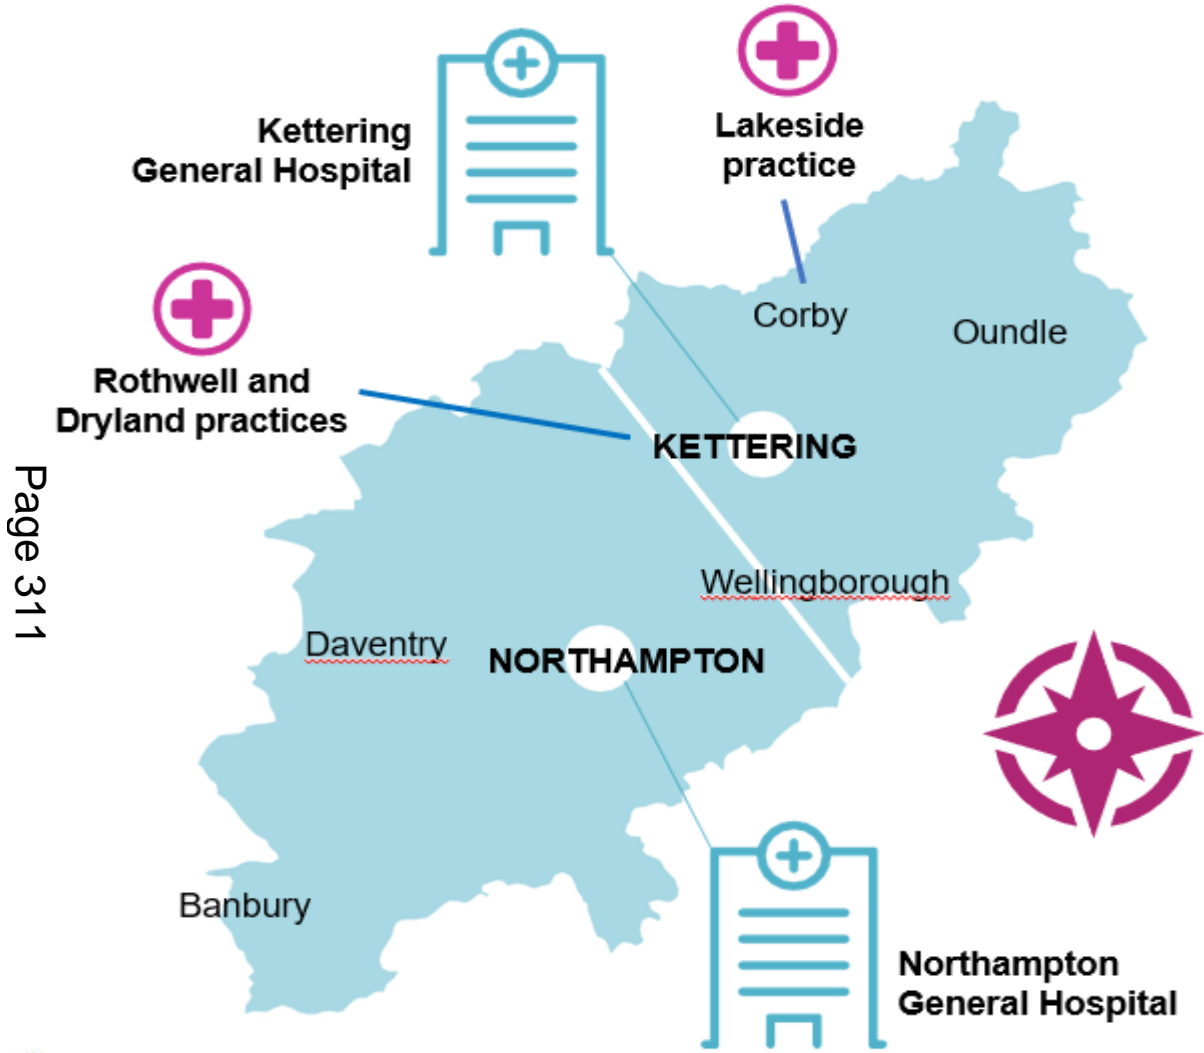 Kettering
General Hospital
Lakeside
practice
Corby
Oundle
Rothwell and
Dryland practices
KETTERING
Page 311
Wellingborough
Daventry
NORTHAMPTON
Banbury
Northampton
General Hospital